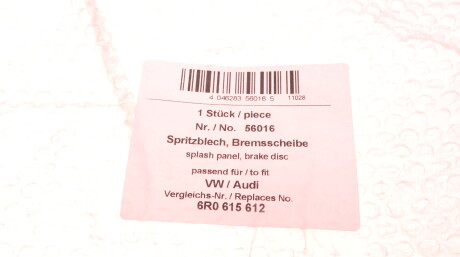 4 046283 56016 5 11028
1 Stück / piece
Nr. / No. 56016
Spritzblech, Bremsscheibe
splash panel, brake disc
passend für / to fit
VW / Audi
Vergleichs-Nr. / Replaces No.
6R0 615 612